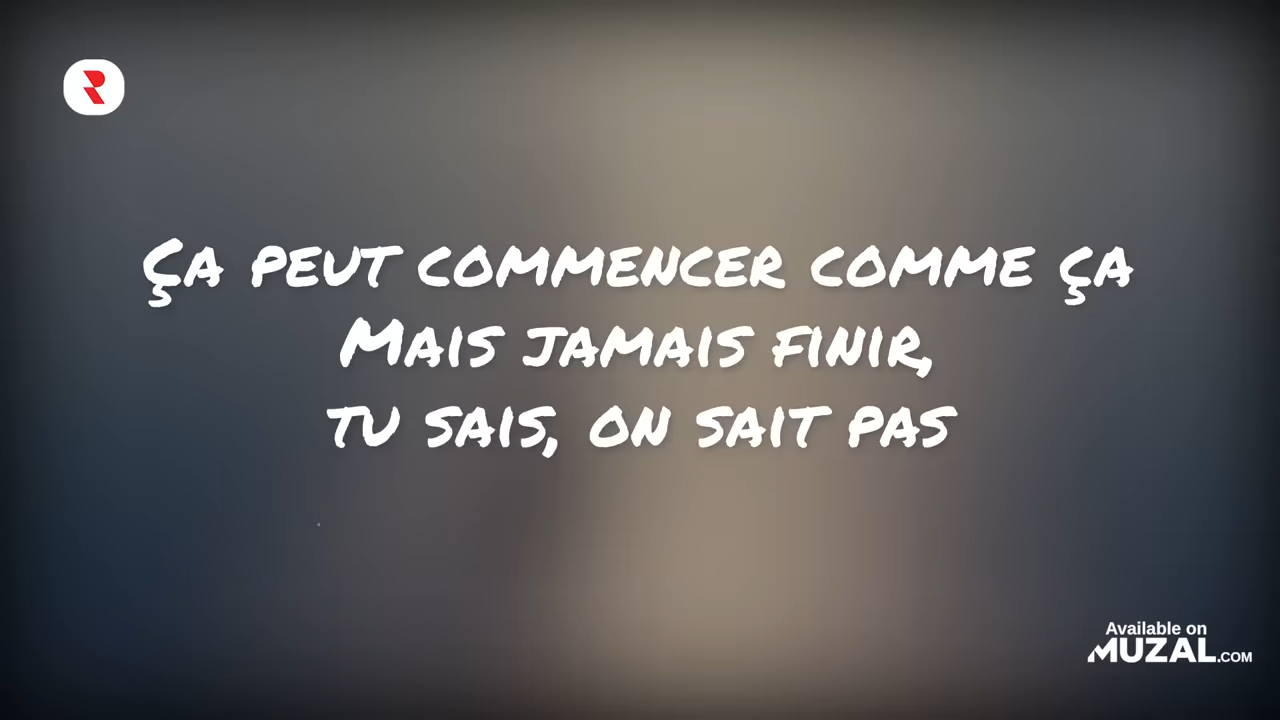 Ça peut commencer comme ça
Mais jamais finir,
tu sais, on sait pas
Available on
MUZAL.COM